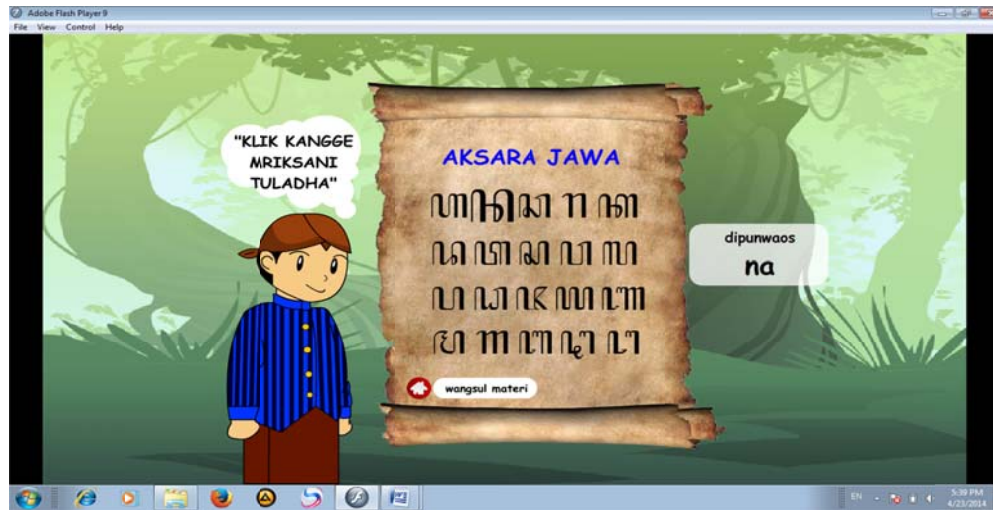 Adobe Flash Player 9
File View Control Help
"KLIK KANGGE
MRIKSANI
TULADHA"
AKSARA JAWA
ꦲꦤꦕꦫꦏ
ꦢꦠꦱꦮꦭ
ꦥꦝꦗꦪꦚ
ꦩꦒꦧꦛꦔ
dipunwaos
na
wangsul materi
EN
5:39 PM
4/23/2014